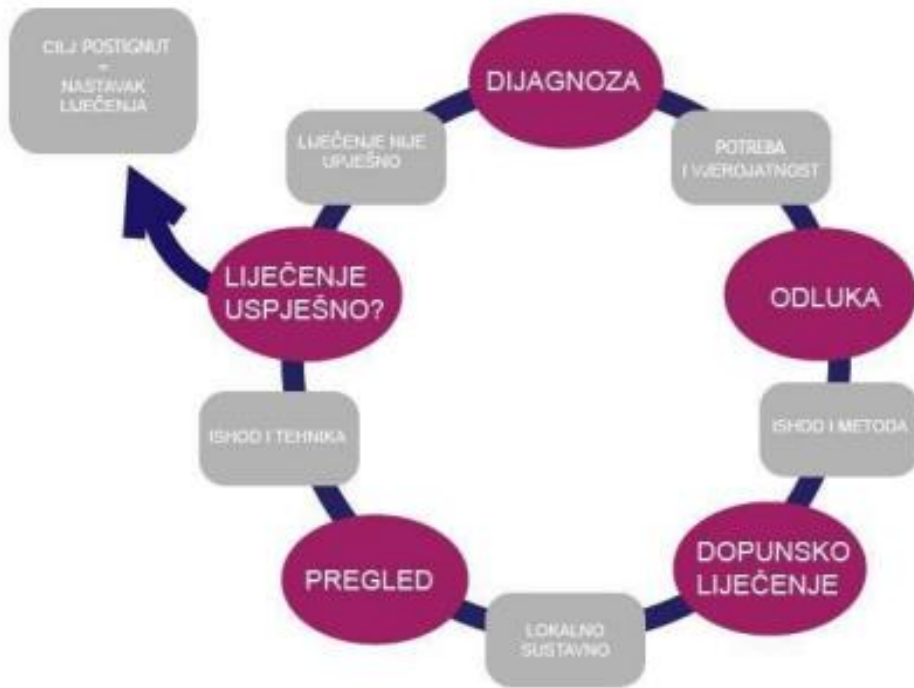 CILJ POSTIGNUT
–
NASTAVAK
LIJEČENJA
DIJAGNOZA
LIJEČENJE NIJE
UPJEŠNO
POTREBA
I VJEROJATNOST
LIJEČENJE
USPJEŠNO?
ODLUKA
ISHOD I TEHNIKA
ISHOD I METODA
PREGLED
DOPUNSKO
LIJEČENJE
LOKALNO
SUSTAVNO